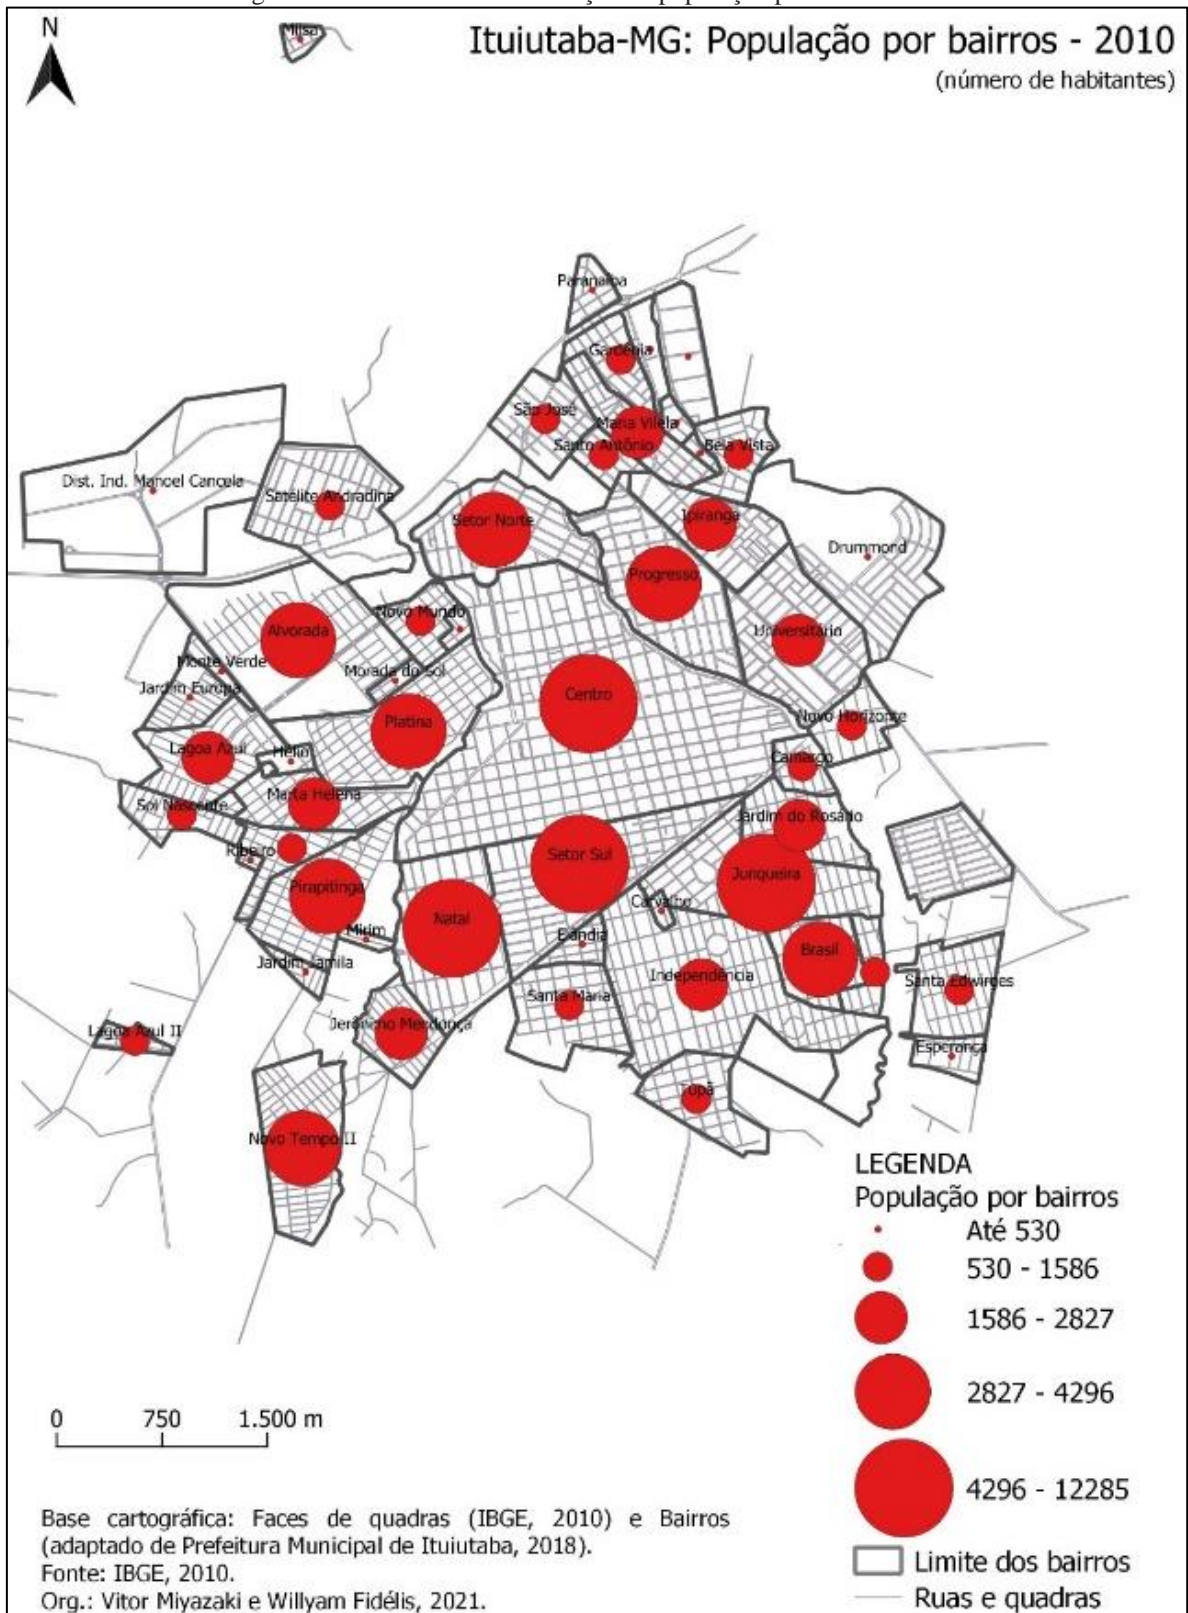 N
Ituiutaba-MG: População por bairros - 2010
(número de habitantes)
Milsa
Paranaíba
Gardênia
São José
Maria Vilela
Santo Antônio
Bela Vista
Dist. Ind. Manoel Cancela
Satélite Andradina
Setor Norte
Ipiranga
Drummond
Progresso
Novo Mundo
Alvorada
Universitário
Monte Verde
Morada do Sol
Jardim Europa
Centro
Platina
Novo Horizonte
Lagoa Azul
Hélio
Camargo
Marta Helena
Sol Nascente
Jardim do Rosário
Ribeiro
Setor Sul
Junqueira
Pirapitinga
Carvalho
Natal
Mirim
Elândia
Brasil
Jardim Jamila
Independência
Santa Edwirges
Santa Maria
Jerônimo Mendonça
Lagoa Azul II
Esperança
Topá
Novo Tempo II
LEGENDA
População por bairros
Até 530
530 - 1586
1586 - 2827
2827 - 4296
4296 - 12285
Limite dos bairros
Ruas e quadras
0 750 1.500 m
Base cartográfica: Faces de quadras (IBGE, 2010) e Bairros
(adaptado de Prefeitura Municipal de Ituiutaba, 2018).
Fonte: IBGE, 2010.
Org.: Vitor Miyazaki e Willyam Fidélis, 2021.